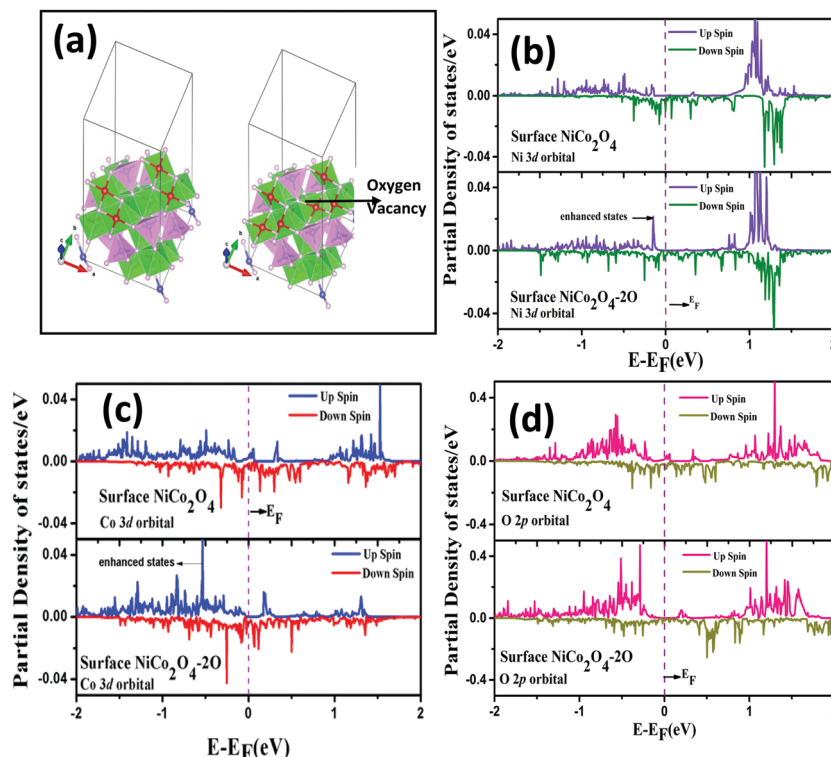 (a)
Oxygen
Vacancy
c
b
a
c
b
a
(b)
Partial Density of states/eV
0.04
0.00
-0.04
Up Spin
Down Spin
Surface NiCo2O4
Ni 3d orbital
0.04
0.00
-0.04
enhanced states
Up Spin
Down Spin
Surface NiCo2O4-2O
Ni 3d orbital
EF
-2 -1 0 1 2
E-EF(eV)
(c)
Partial Density of states/eV
0.04
0.00
-0.04
Up Spin
Down Spin
Surface NiCo2O4
Co 3d orbital
EF
0.04
0.00
-0.04
enhanced states
Up Spin
Down Spin
Surface NiCo2O4-2O
Co 3d orbital
-2 -1 0 1 2
E-EF(eV)
(d)
Partial Density of states/eV
0.4
0.0
-0.4
Up Spin
Down Spin
Surface NiCo2O4
O 2p orbital
0.4
0.0
-0.4
Up Spin
Down Spin
Surface NiCo2O4-2O
O 2p orbital
EF
-2 -1 0 1 2
E-EF(eV)